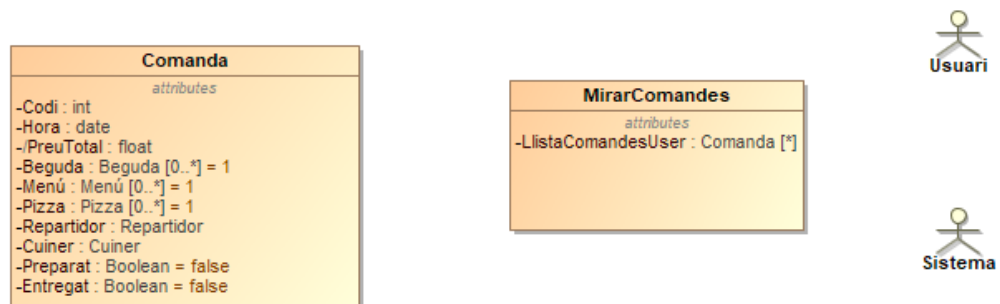 Comanda
attributes
-Codi : int
-Hora : date
-/PreuTotal : float
-Beguda : Beguda [0..*] = 1
-Menú : Menú [0..*] = 1
-Pizza : Pizza [0..*] = 1
-Repartidor : Repartidor
-Cuiner : Cuiner
-Preparat : Boolean = false
-Entregat : Boolean = false
MirarComandes
attributes
-LlistaComandesUser : Comanda [*]
Usuari
Sistema